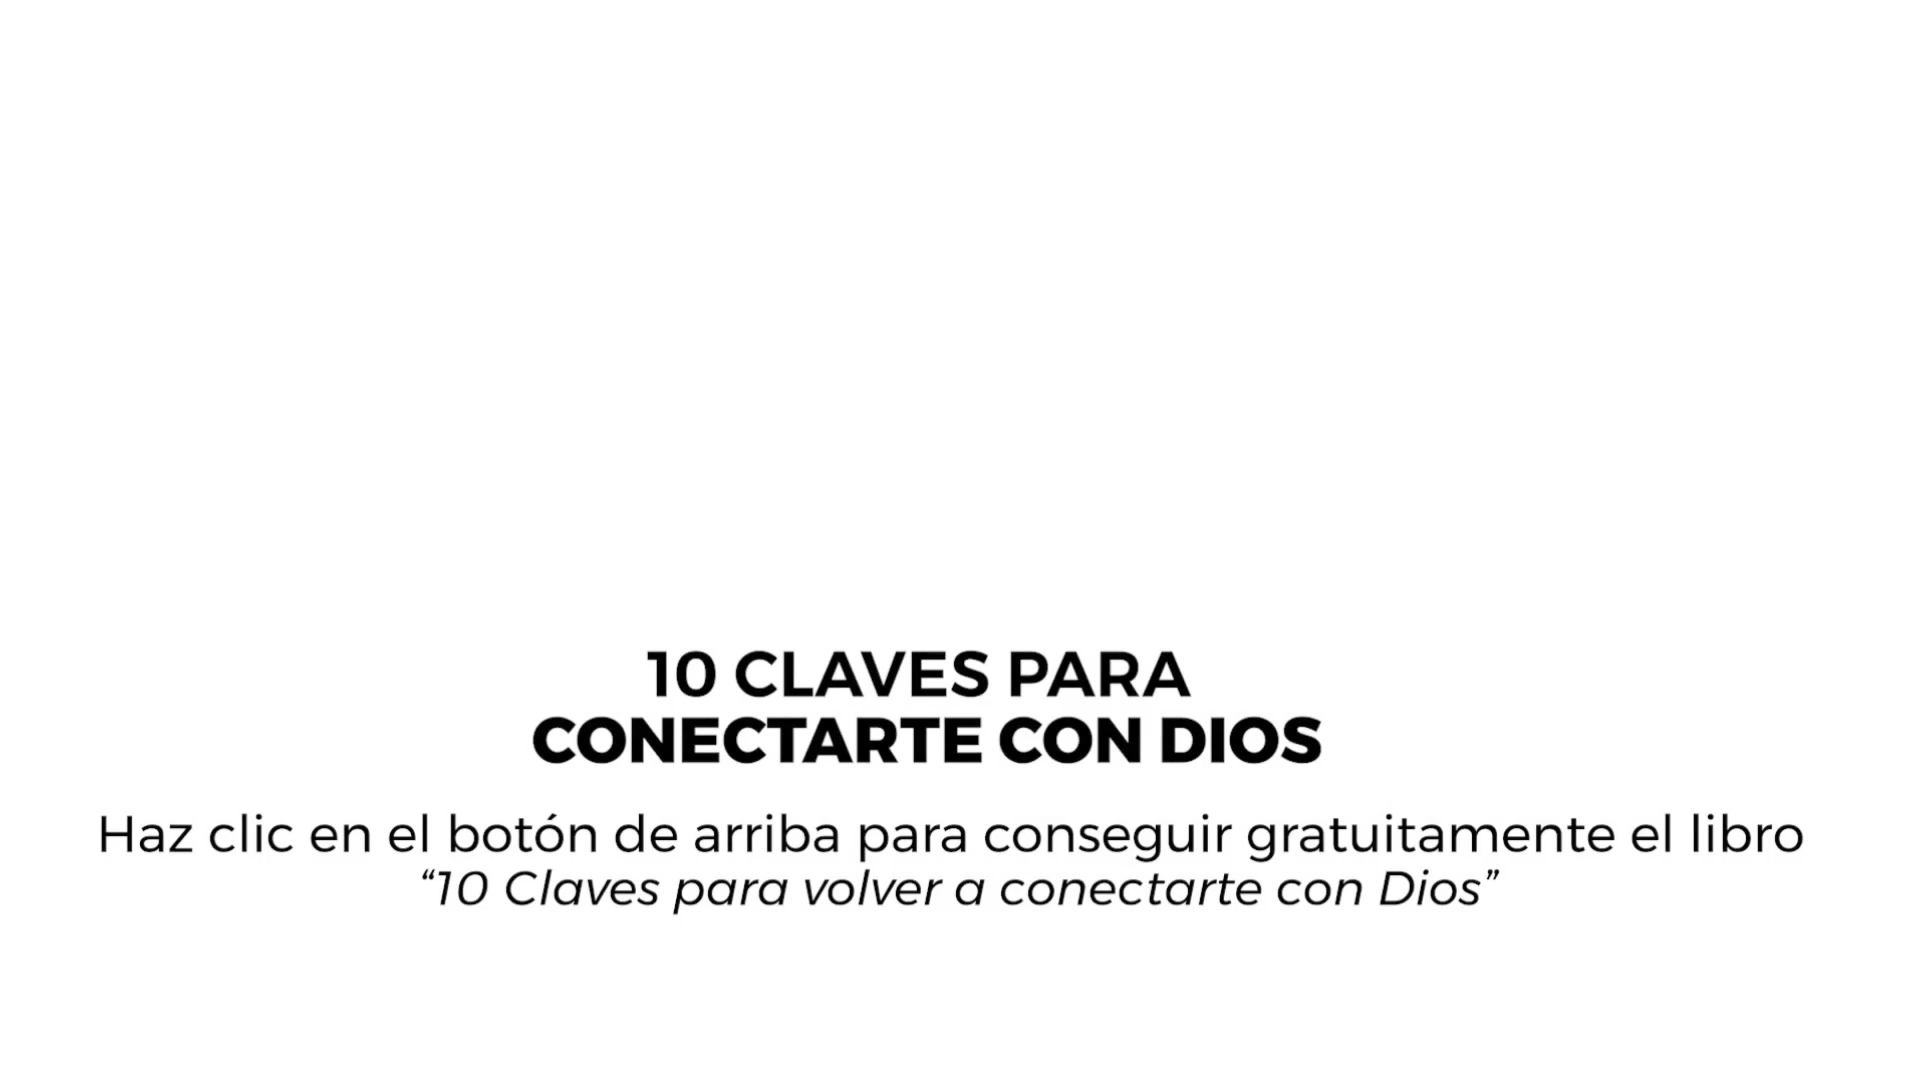 10 CLAVES PARA
CONECTARTE CON DIOS
Haz clic en el botón de arriba para conseguir gratuitamente el libro
“10 Claves para volver a conectarte con Dios”